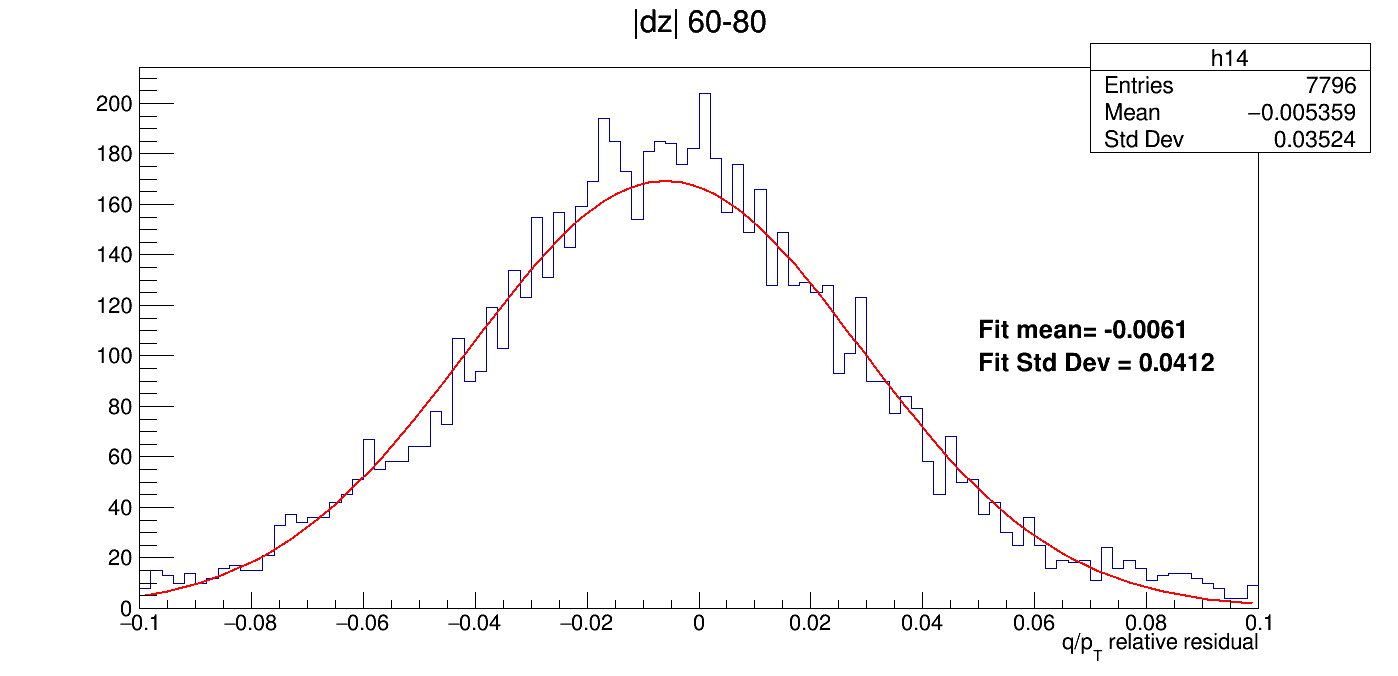 |dz| 60-80
h14
Entries 7796
Mean −0.005359
Std Dev 0.03524
200
180
160
140
120
100
80
60
40
20
0
Fit mean= -0.0061
Fit Std Dev = 0.0412
−0.1 −0.08 −0.06 −0.04 −0.02 0 0.02 0.04 0.06 0.08 0.1
q/p_T relative residual